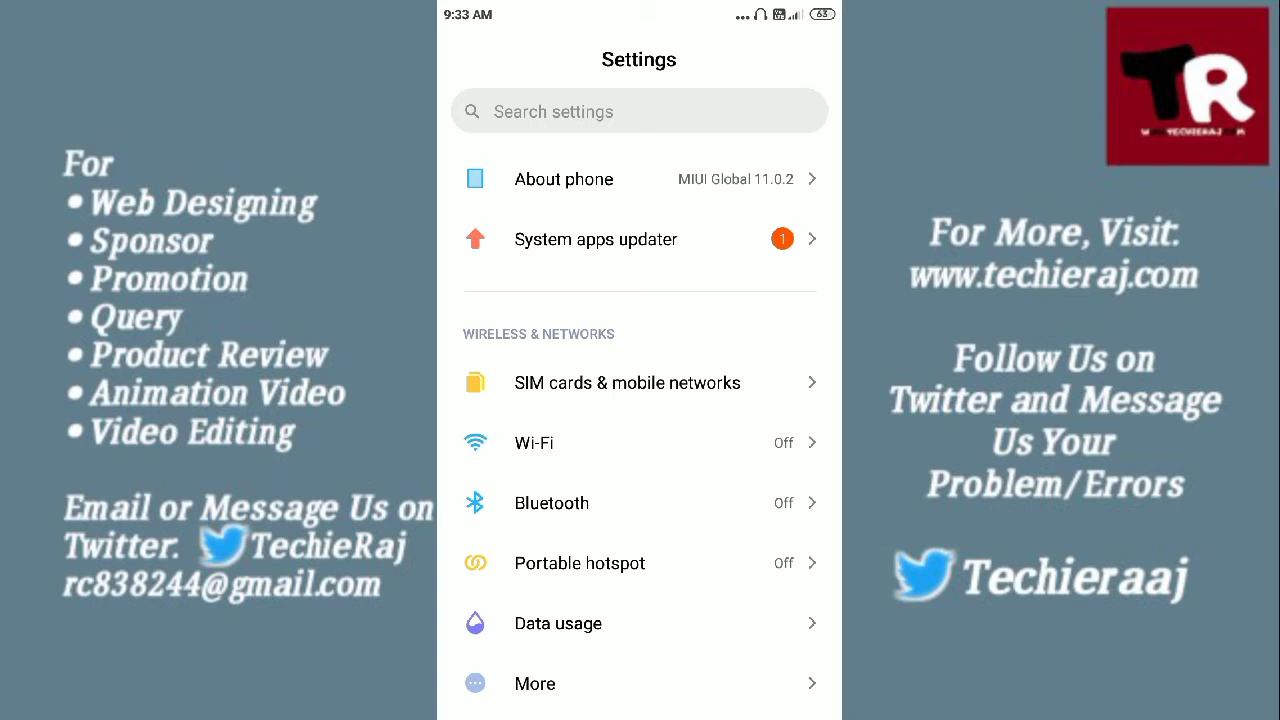 For
• Web Designing
• Sponsor
• Promotion
• Query
• Product Review
• Animation Video
• Video Editing
Email or Message Us on
Twitter. TechieRaj
rc838244@gmail.com
9:33 AM
63
Settings
Search settings
About phone MIUI Global 11.0.2
System apps updater 1
WIRELESS & NETWORKS
SIM cards & mobile networks
Wi-Fi Off
Bluetooth Off
Portable hotspot Off
Data usage
More
TR
For More, Visit:
www.techieraj.com
Follow Us on
Twitter and Message
Us Your
Problem/Errors
Techieraaj